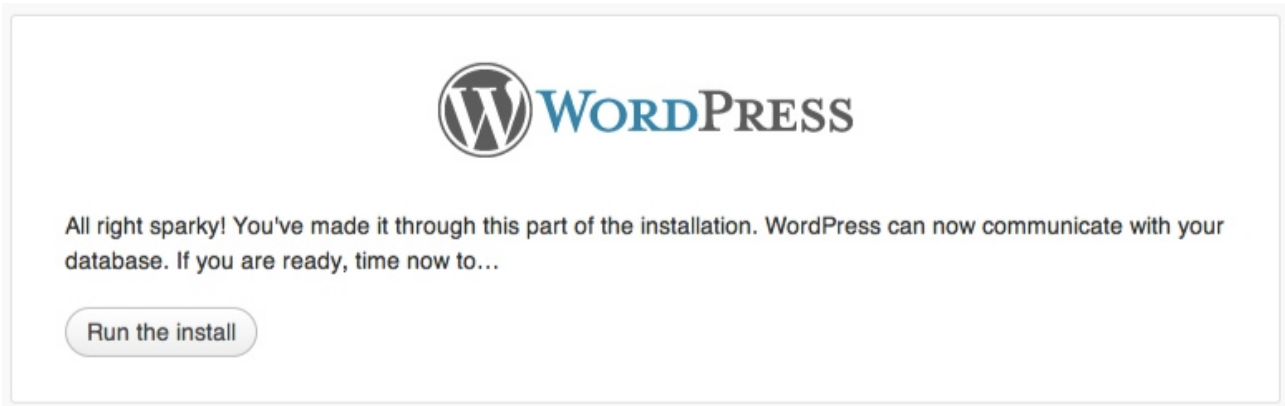 WORDPRESS
All right sparky! You've made it through this part of the installation. WordPress can now communicate with your
database. If you are ready, time now to…
Run the install